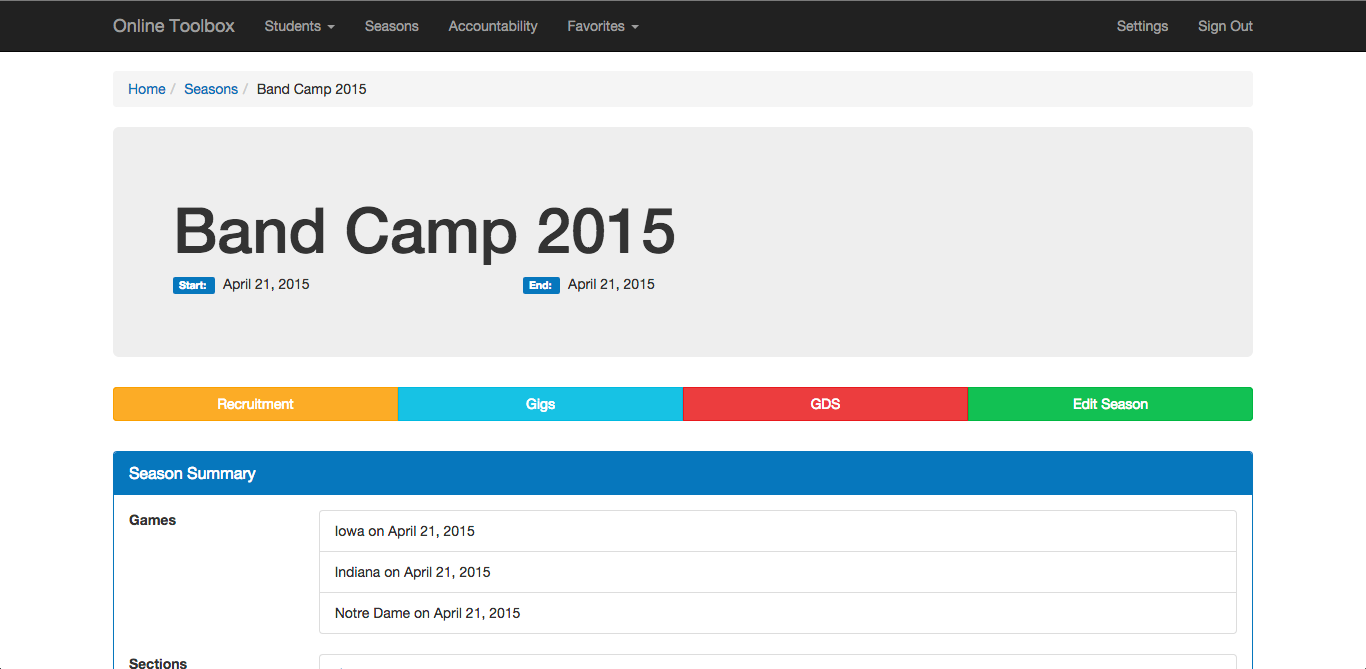 Online Toolbox Students Seasons Accountability Favorites Settings Sign Out
Home / Seasons / Band Camp 2015
Band Camp 2015
Start: April 21, 2015 End: April 21, 2015
Recruitment Gigs GDS Edit Season
Season Summary
Games
Iowa on April 21, 2015
Indiana on April 21, 2015
Notre Dame on April 21, 2015
Sections